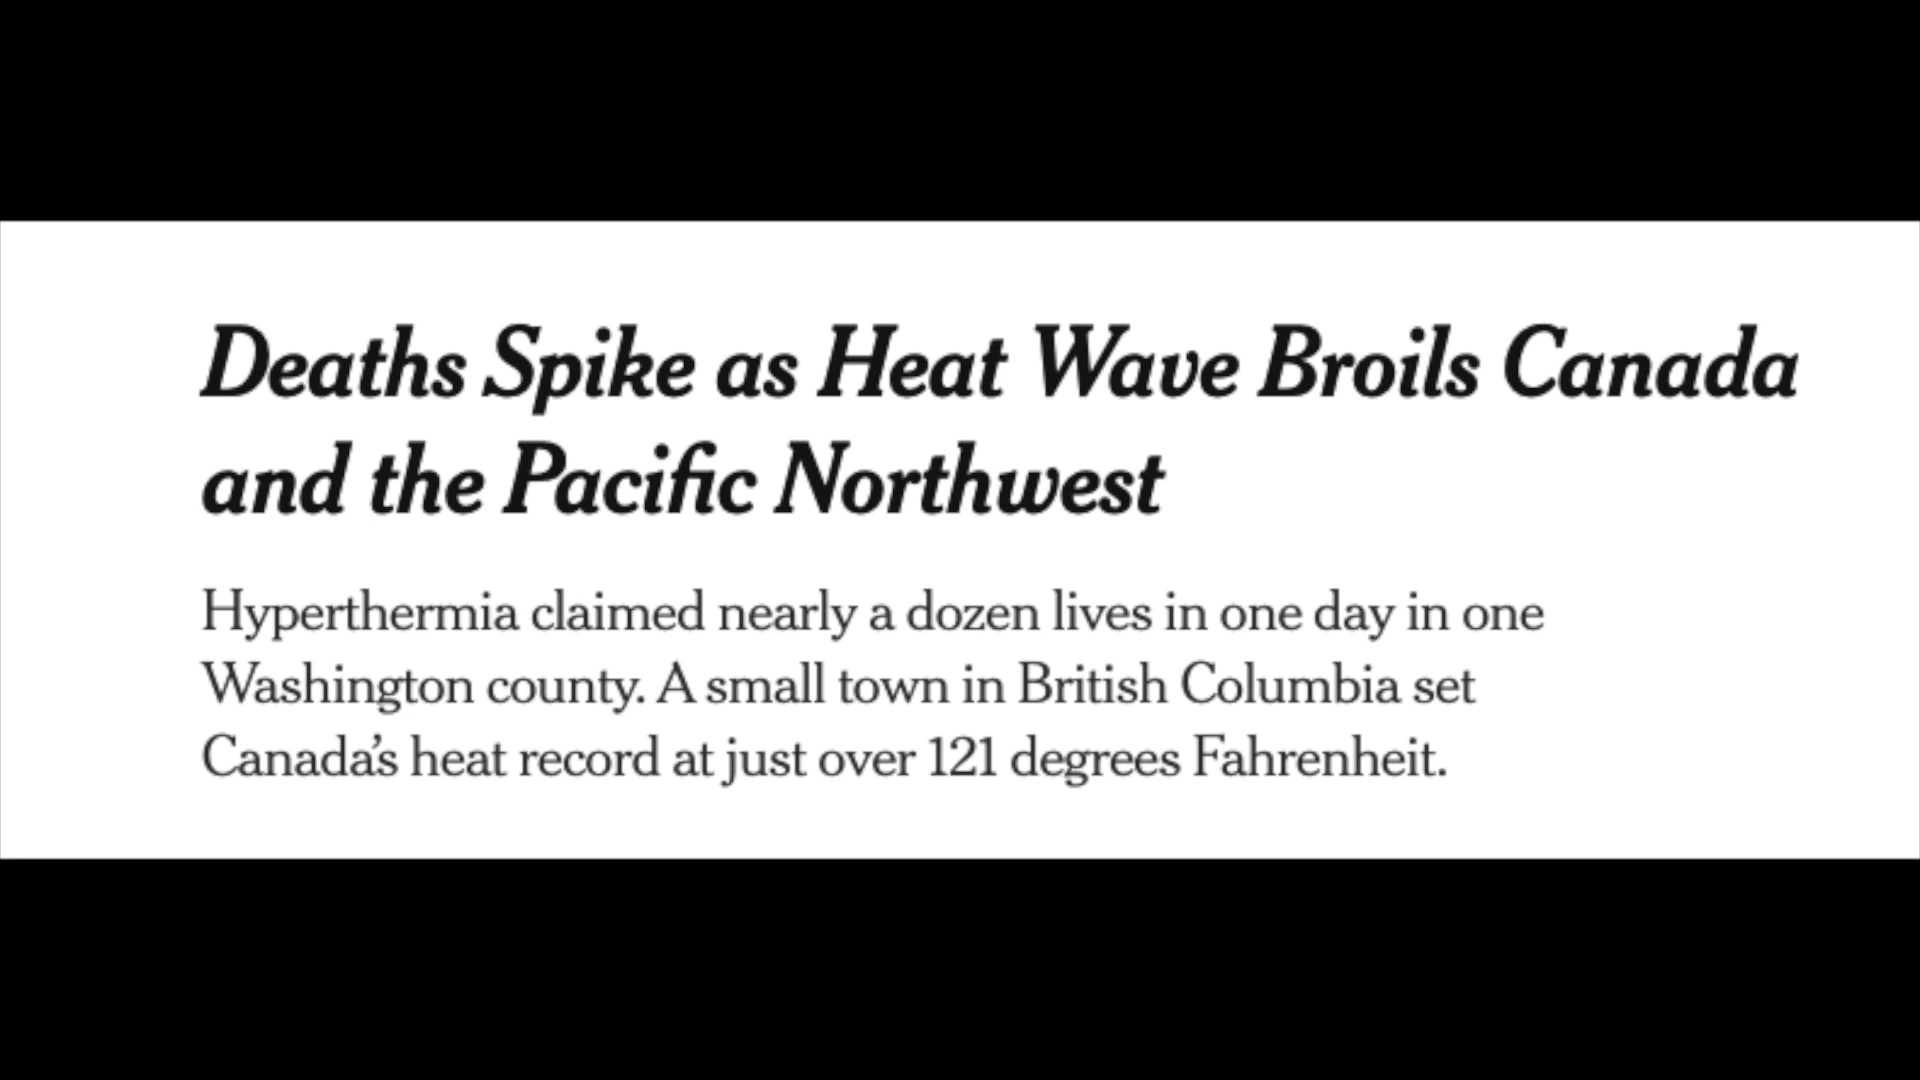 Deaths Spike as Heat Wave Broils Canada
and the Pacific Northwest
Hyperthermia claimed nearly a dozen lives in one day in one
Washington county. A small town in British Columbia set
Canada’s heat record at just over 121 degrees Fahrenheit.